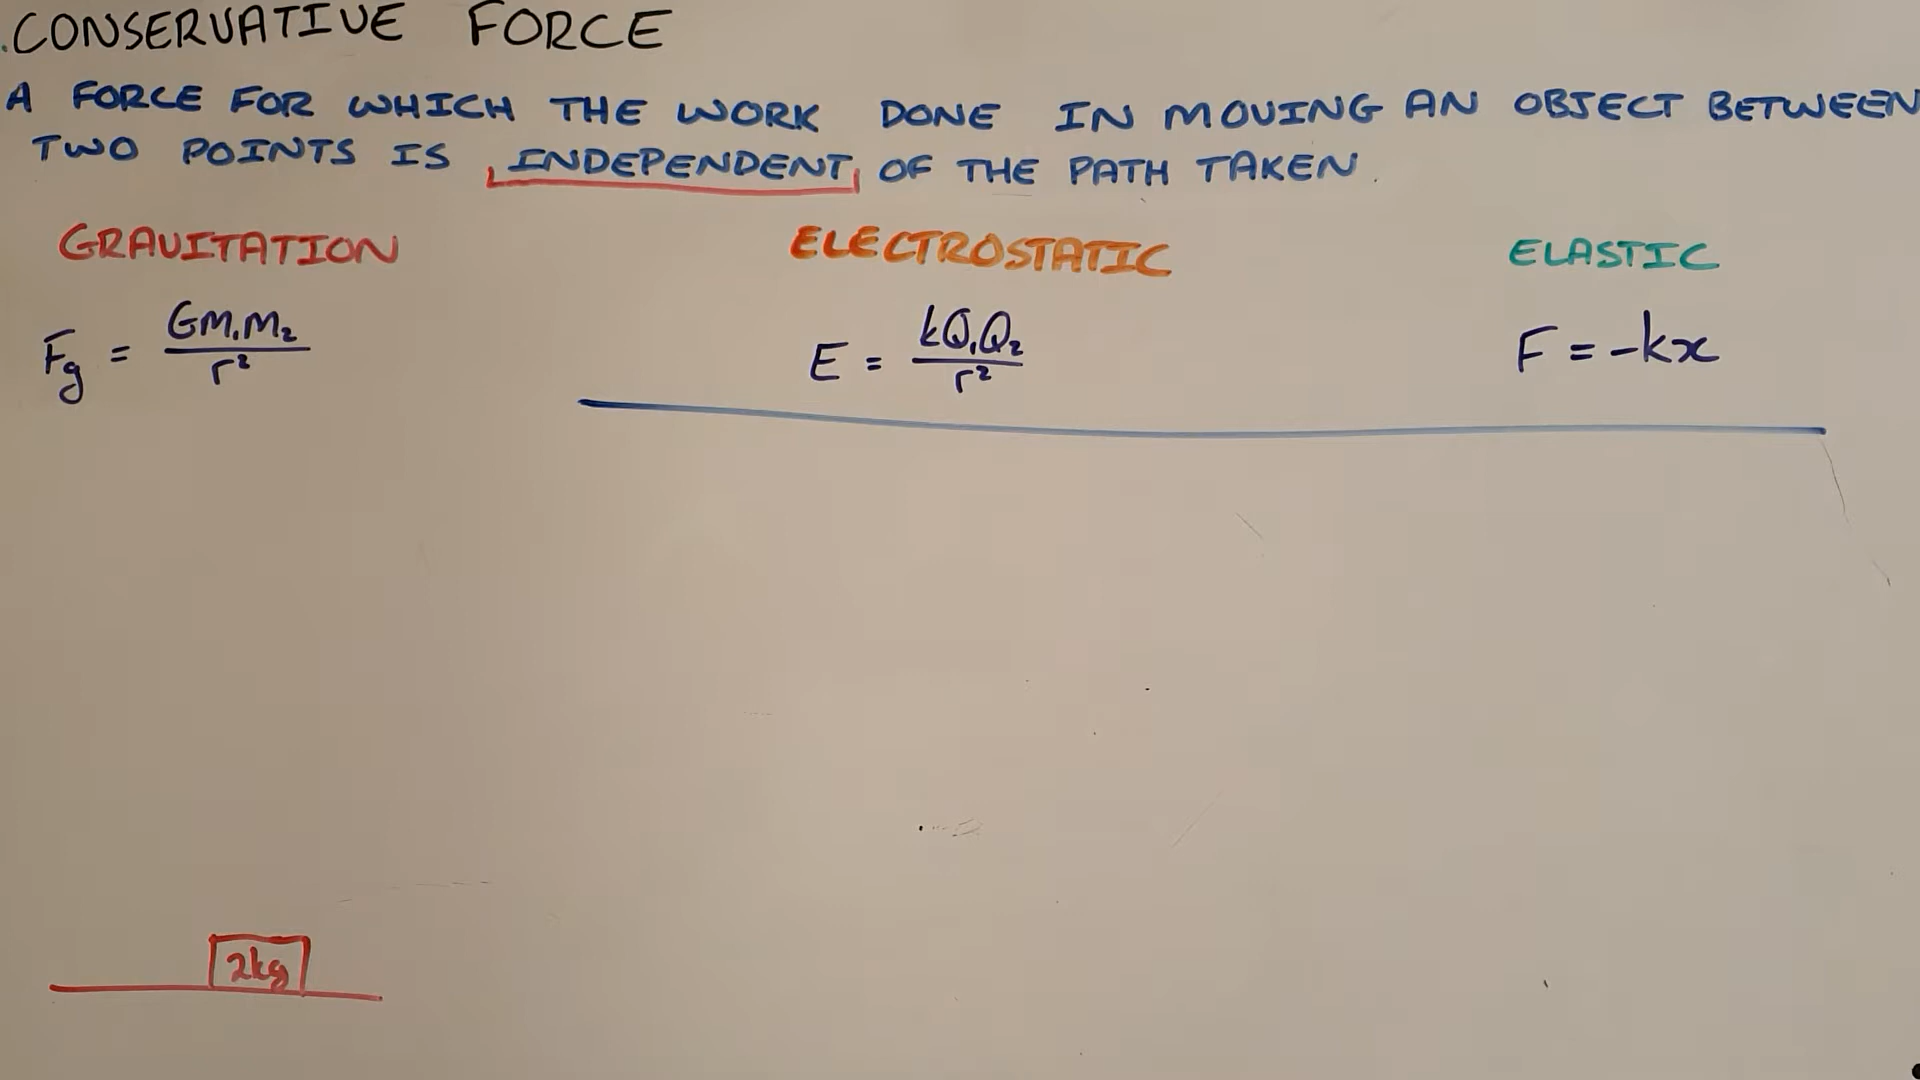 CONSERVATIVE FORCE
A FORCE FOR WHICH THE WORK DONE IN MOVING AN OBJECT BETWEEN
TWO POINTS IS INDEPENDENT OF THE PATH TAKEN.
GRAVITATION ELECTROSTATIC ELASTIC
Fg = GM₁M₂/r² E = kQ₁Q₂/r² F = -kx
2kg